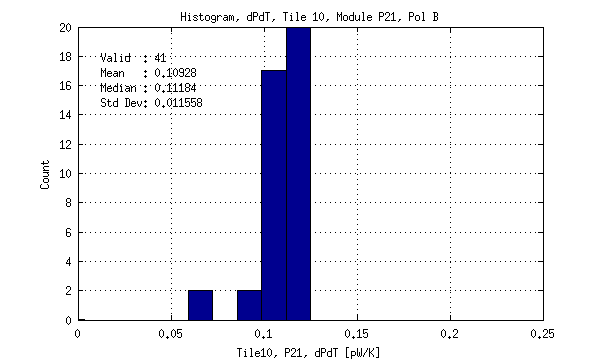 Histogram, dPdT, Tile 10, Module P21, Pol B
20
18
16
14
12
10
8
6
4
2
0
Count
Valid : 41
Mean : 0.10928
Median : 0.11184
Std Dev: 0.011558
0 0.05 0.1 0.15 0.2 0.25
Tile10, P21, dPdT [pW/K]